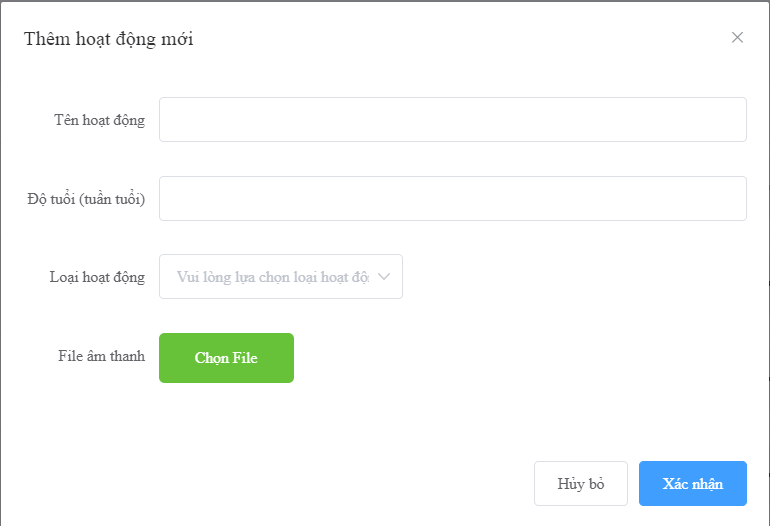 Thêm hoạt động mới
Tên hoạt động
Độ tuổi (tuần tuổi)
Loại hoạt động
Vui lòng lựa chọn loại hoạt độ
File âm thanh
Chọn File
Hủy bỏ
Xác nhận